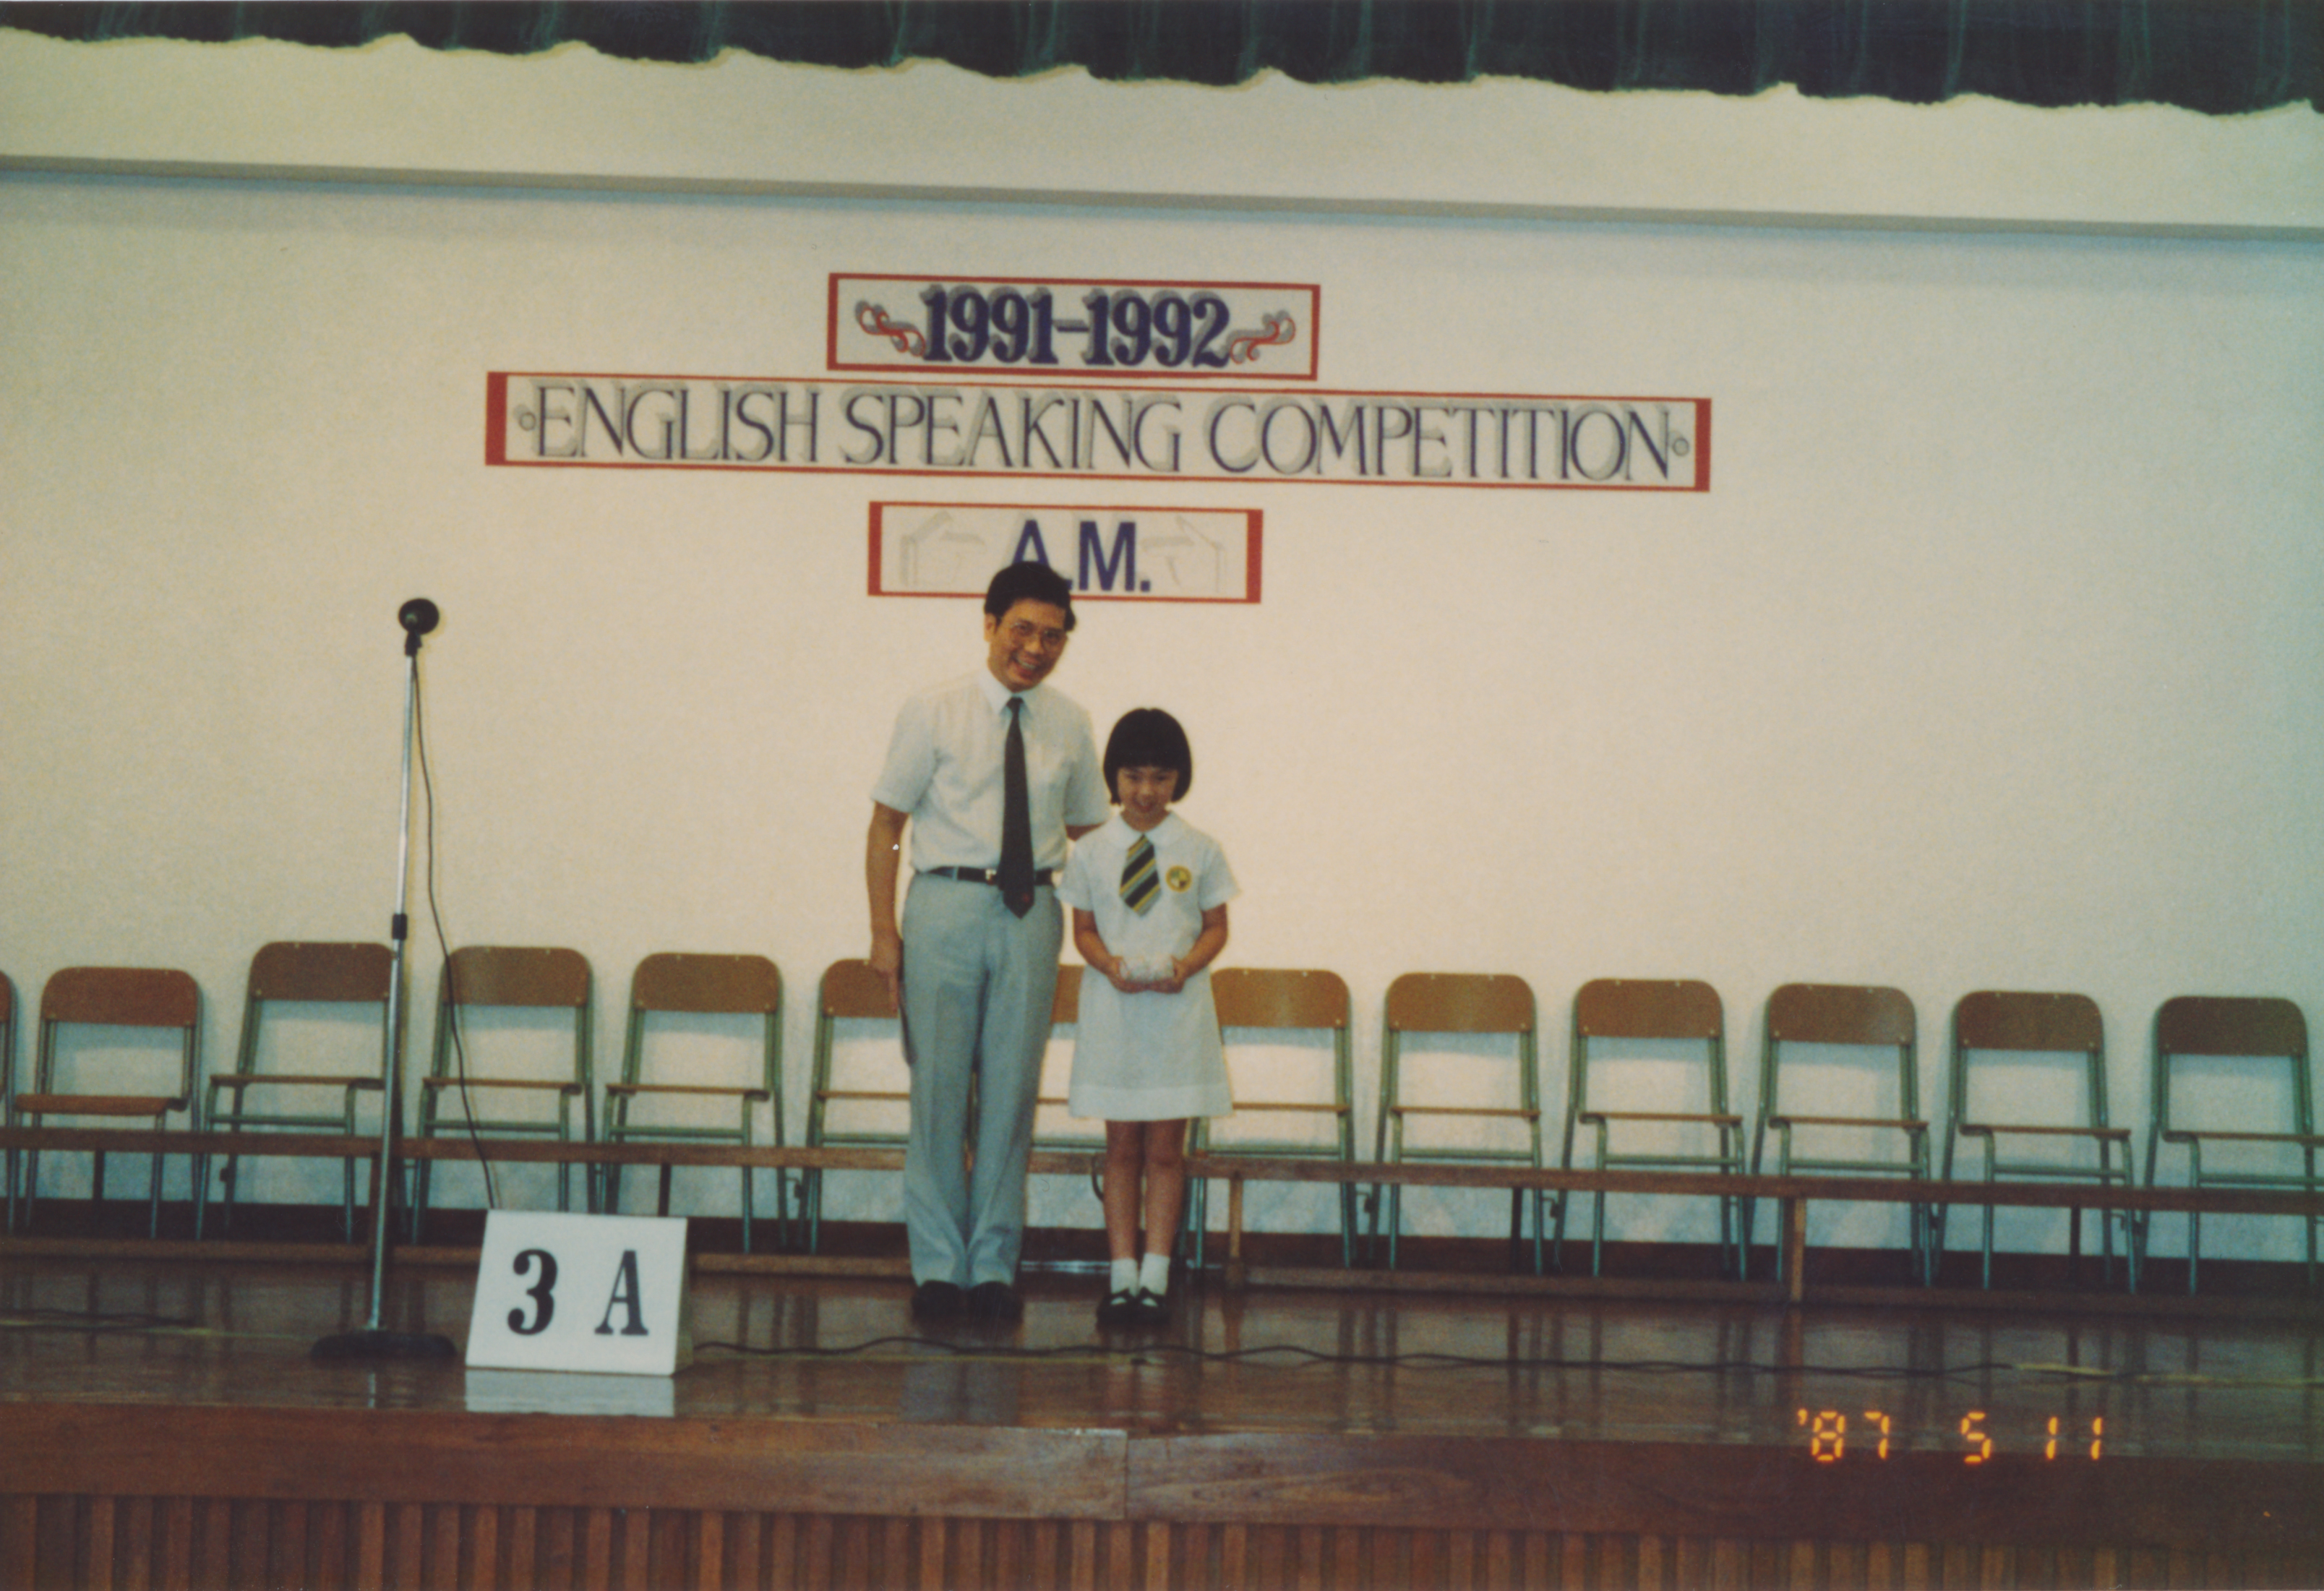 1991-1992
ENGLISH SPEAKING COMPETITION
A.M.
3 A
'87 5 11